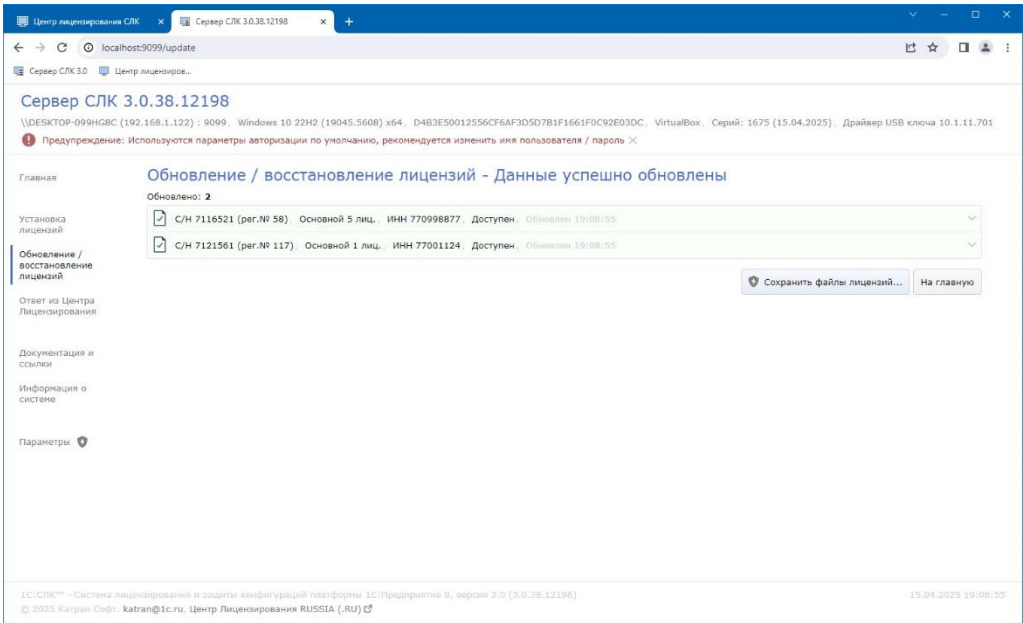 Центр лицензирования СЛК
Сервер СЛК 3.0.38.12198
localhost:9099/update
Сервер СЛК 3.0
Центр лицензиров...
Сервер СЛК 3.0.38.12198
\\DESKTOP-099HGBC (192.168.1.122) : 9099, Windows 10 22H2 (19045.5608) x64, D4B3E50012556CF6AF3D5D7B1F1661F0C92E03DC, VirtualBox, Серий: 1675 (15.04.2025), Драйвер USB ключа 10.1.11.701
Предупреждение: Используются параметры авторизации по умолчанию, рекомендуется изменить имя пользователя / пароль
Главная
Установка
лицензий
Обновление /
восстановление
лицензий
Ответ из Центра
Лицензирования
Документация и
ссылки
Информация о
системе
Параметры
Обновление / восстановление лицензий - Данные успешно обновлены
Обновлено: 2
С/Н 7116521 (рег.№ 58), Основной 5 лиц., ИНН 770998877, Доступен, Обновлен 19:08:55
С/Н 7121561 (рег.№ 117), Основной 1 лиц., ИНН 77001124, Доступен, Обновлен 19:08:55
Сохранить файлы лицензий...
На главную
1С:СЛК™ - Система лицензирования и защиты конфигураций платформы 1С:Предприятие 8, версия 3.0 (3.0.38.12198)
15.04.2025 19:08:55
© 2025 Катран Софт. katran@1c.ru, Центр Лицензирования RUSSIA (.RU)